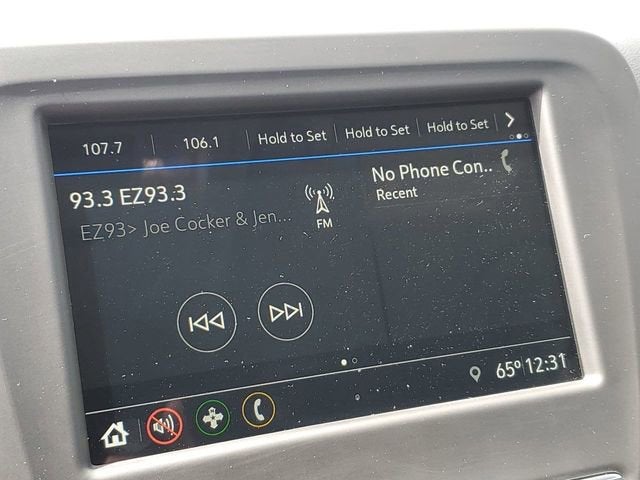 107.7 106.1 Hold to Set Hold to Set Hold to Set
93.3 EZ93.3
EZ93> Joe Cocker & Jen...
FM
No Phone Con..
Recent
65° 12:31